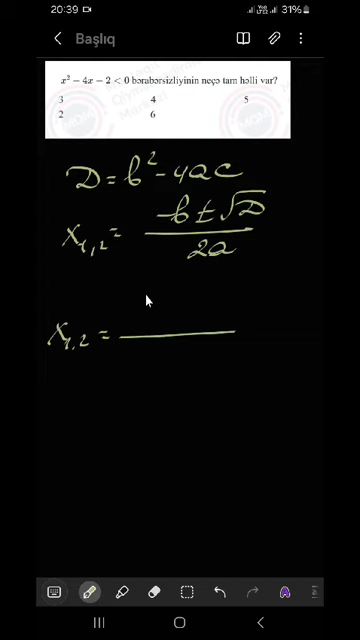 20:39 31%
Başlıq
x² − 4x − 2 < 0 bərabərsizliyinin neçə tam həlli var?
3 4 5
2 6
D = b² − 4ac
x₁,₂ = (−b ± √D) / 2a
x₁,₂ =